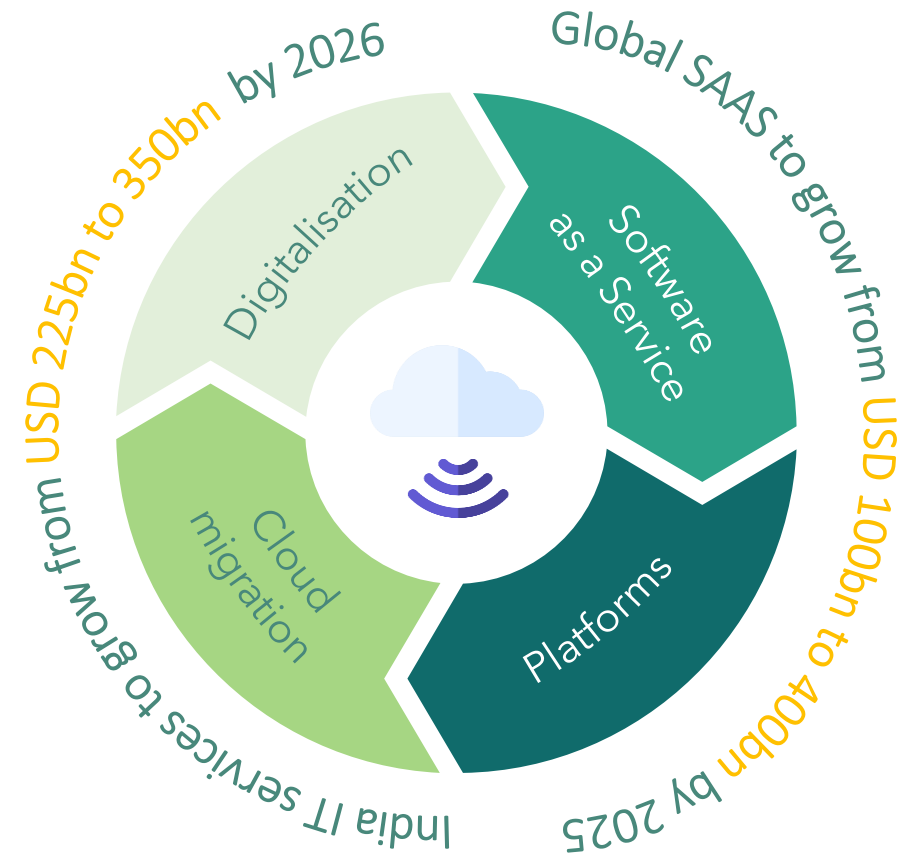 Global SAAS to grow from USD 100bn to 400bn by 2025
India IT services to grow from USD 225bn to 350bn by 2026
Digitalisation
Software
as a Service
Cloud
migration
Platforms